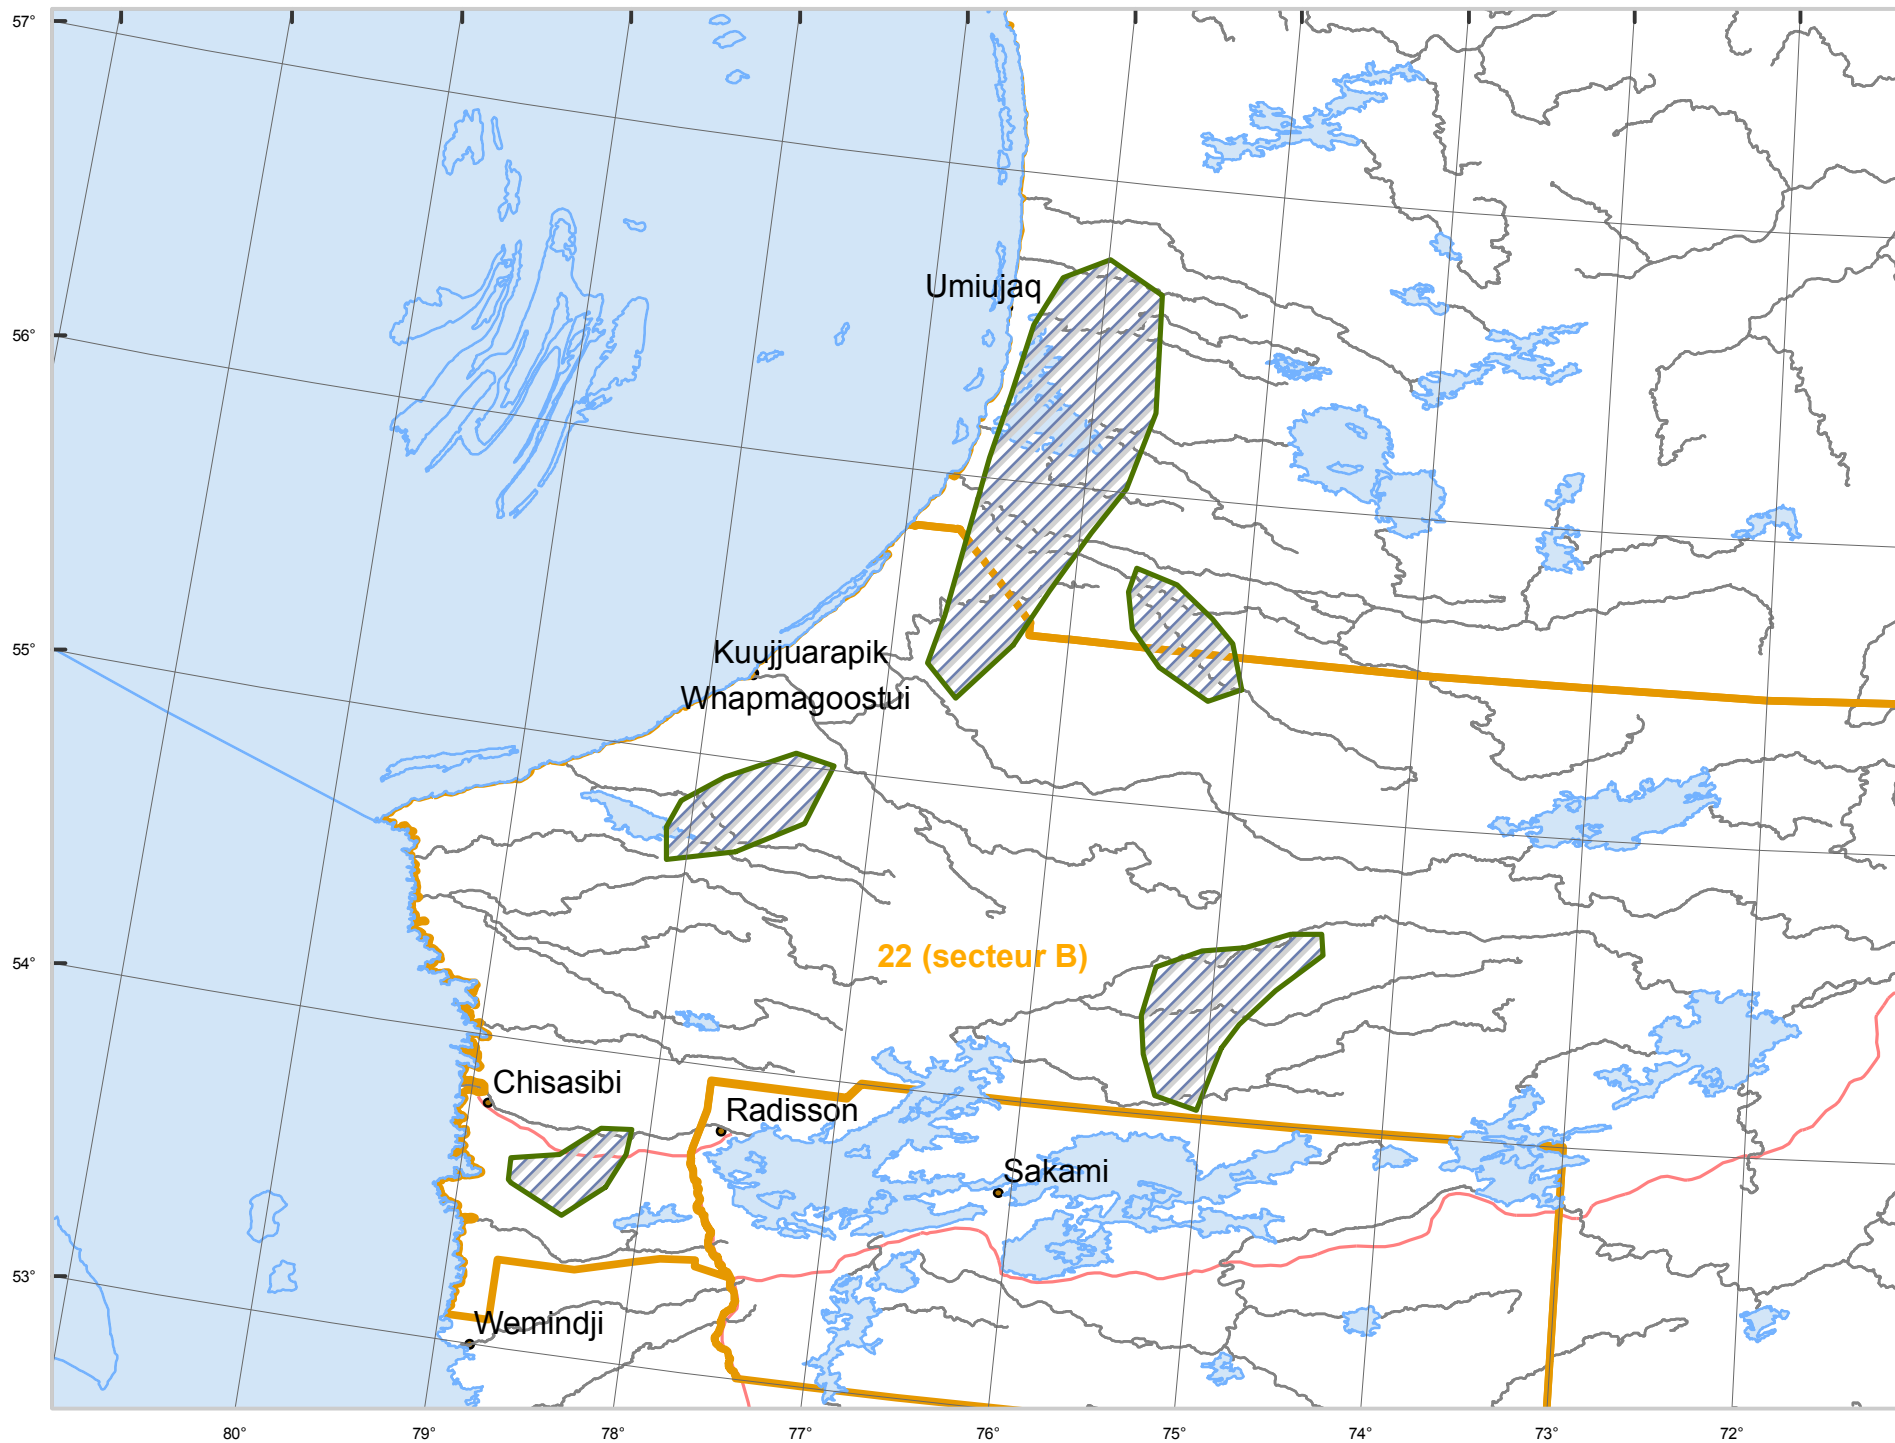 57°
Umiujaq
56°
55°
Kuujjuarapik
Whapmagoostui
54°
22 (secteur B)
Chisasibi
Radisson
Sakami
53°
Wemindji
80° 79° 78° 77° 76° 75° 74° 73° 72°